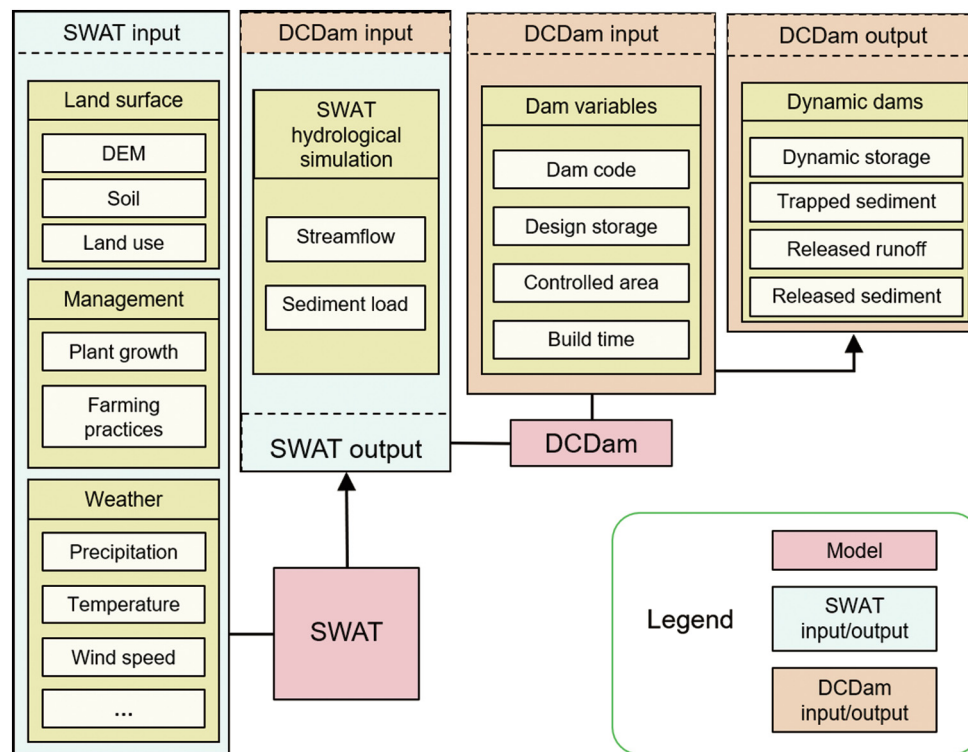 SWAT input
Land surface
DEM
Soil
Land use
Management
Plant growth
Farming
practices
Weather
Precipitation
Temperature
Wind speed
...
DCDam input
SWAT
hydrological
simulation
Streamflow
Sediment load
SWAT output
SWAT
DCDam input
Dam variables
Dam code
Design storage
Controlled area
Build time
DCDam
DCDam output
Dynamic dams
Dynamic storage
Trapped sediment
Released runoff
Released sediment
Legend
Model
SWAT
input/output
DCDam
input/output